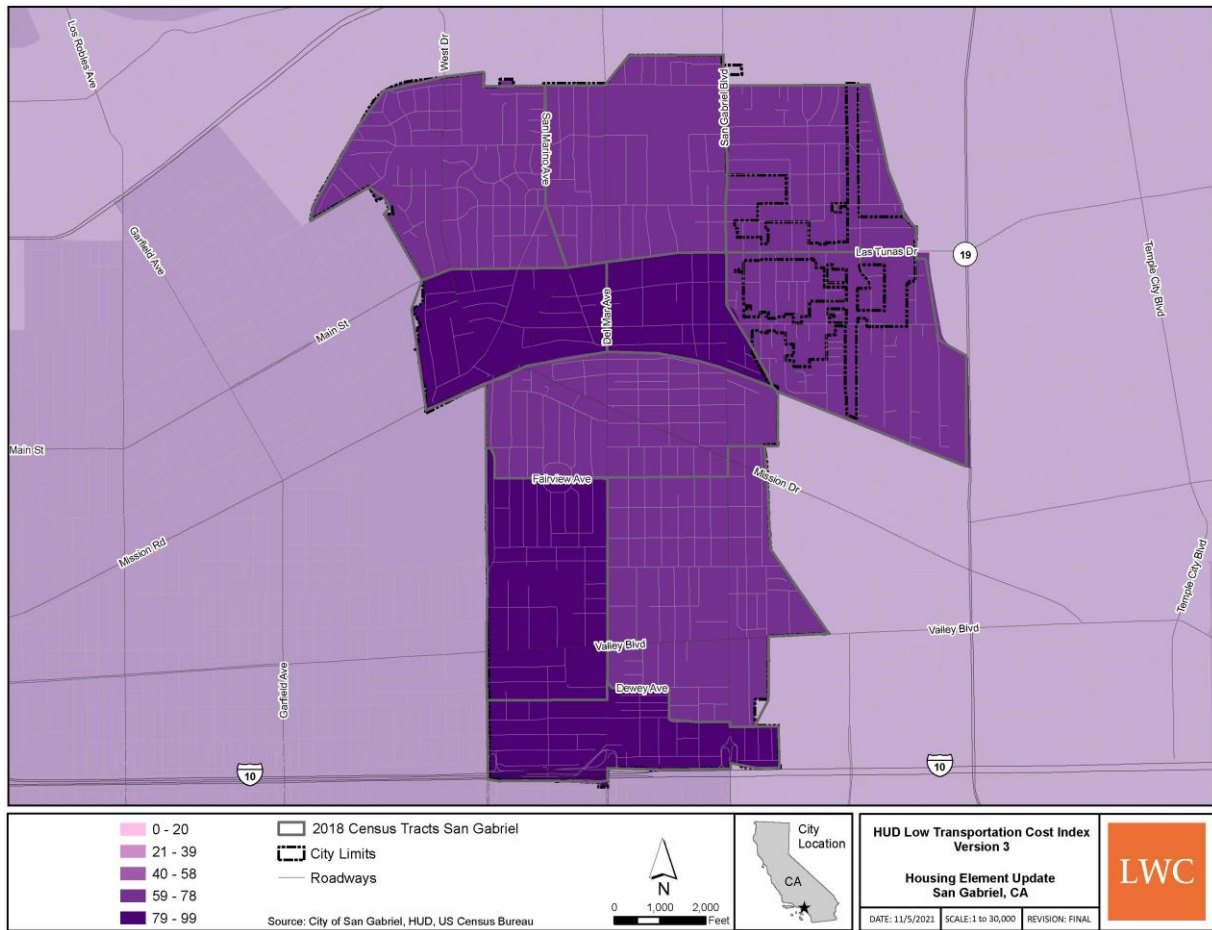 Los Robles Ave
West Dr
San Marino Ave
San Gabriel Blvd
Garfield Ave
Las Tunas Dr
19
Temple City Blvd
Main St
Del Mar Ave
Main St
Fairview Ave
Mission Dr
Mission Rd
Temple City Blvd
Valley Blvd
Valley Blvd
Garfield Ave
Dewey Ave
10
10
0 - 20
21 - 39
40 - 58
59 - 78
79 - 99
2018 Census Tracts San Gabriel
City Limits
Roadways
Source: City of San Gabriel, HUD, US Census Bureau
N
0 1,000 2,000
Feet
City
Location
CA
HUD Low Transportation Cost Index
Version 3
Housing Element Update
San Gabriel, CA
DATE: 11/5/2021 SCALE:1 to 30,000 REVISION: FINAL
LWC